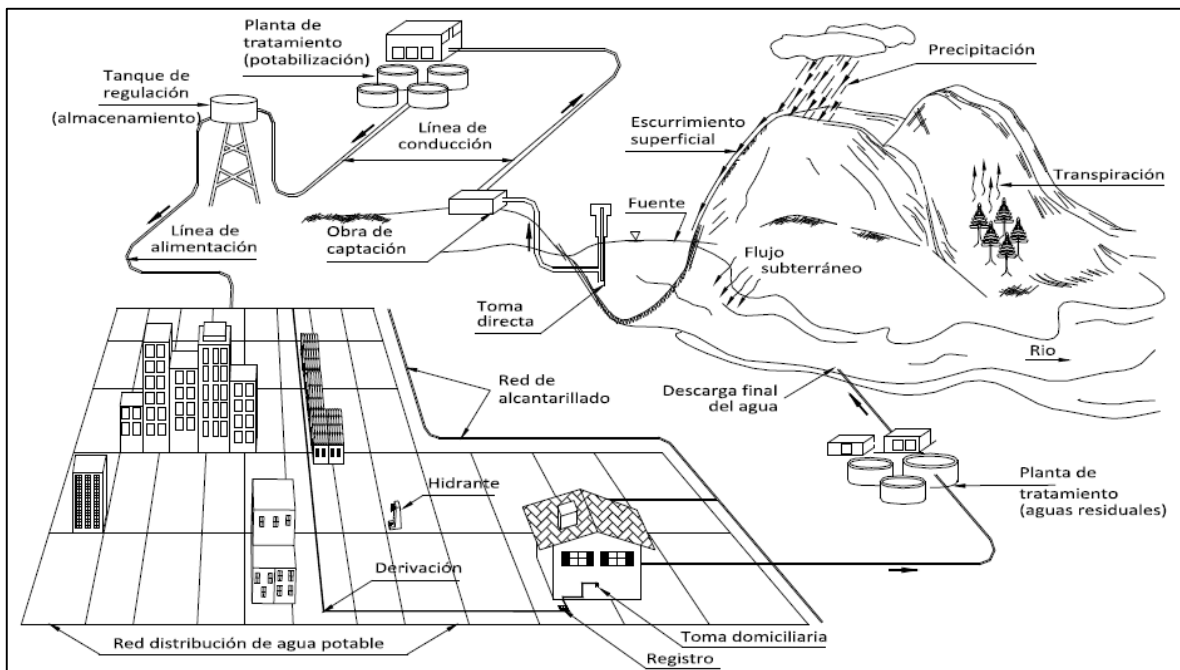 Planta de
tratamiento
(potabilización)
Tanque de
regulación
(almacenamiento)
Línea de
conducción
Línea de
alimentación
Obra de
captación
Toma
directa
Fuente
Precipitación
Escurrimiento
superficial
Transpiración
Flujo
subterráneo
Rio
Descarga final
del agua
Red de
alcantarillado
Planta de
tratamiento
(aguas residuales)
Hidrante
Derivación
Red distribución de agua potable
Toma domiciliaria
Registro